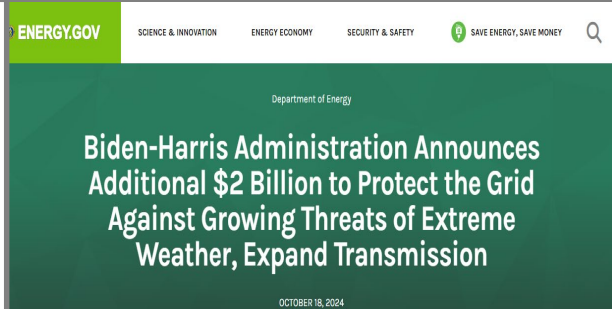 ENERGY.GOV
SCIENCE & INNOVATION
ENERGY ECONOMY
SECURITY & SAFETY
SAVE ENERGY, SAVE MONEY
Department of Energy
Biden-Harris Administration Announces
Additional $2 Billion to Protect the Grid
Against Growing Threats of Extreme
Weather, Expand Transmission
OCTOBER 18, 2024